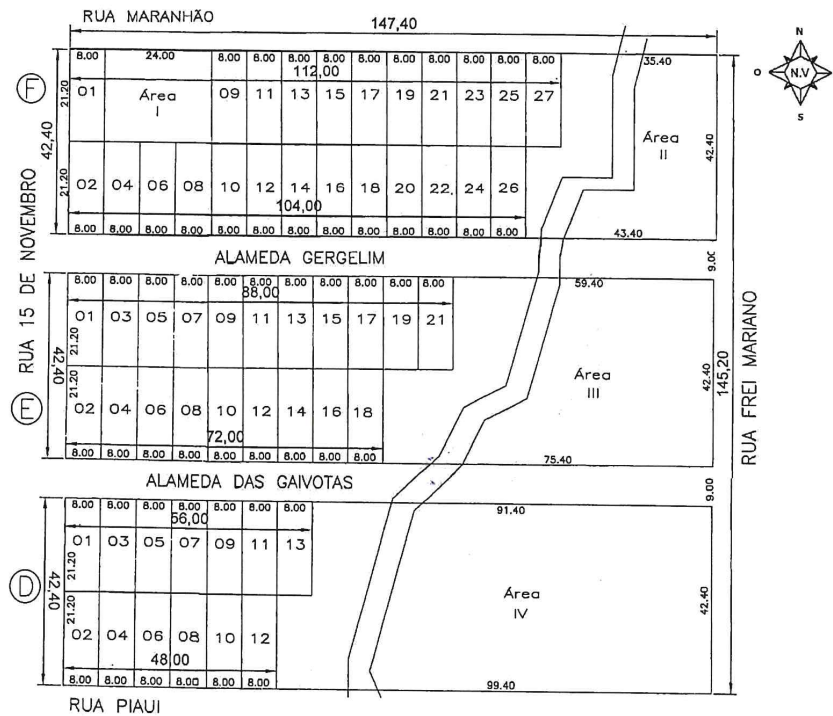 RUA MARANHÃO
147,40
8.00 24.00 8.00 8.00 8.00 8.00 8.00 8.00 8.00 8.00 8.00 8.00 35.40
112,00
N
O N.V
S
F
42,40
21.20
01 Área I 09 11 13 15 17 19 21 23 25 27
Área II
42.40
21.20
02 04 06 08 10 12 14 16 18 20 22 24 26
104,00
8.00 8.00 8.00 8.00 8.00 8.00 8.00 8.00 8.00 8.00 8.00 8.00 8.00 43.40
RUA 15 DE NOVEMBRO
ALAMEDA GERGELIM
9.00
8.00 8.00 8.00 8.00 8.00 8.00 8.00 8.00 8.00 8.00 8.00 59.40
88,00
E
42,40
21.20
01 03 05 07 09 11 13 15 17 19 21
Área III
42.40
145,20
RUA FREI MARIANO
21.20
02 04 06 08 10 12 14 16 18
72,00
8.00 8.00 8.00 8.00 8.00 8.00 8.00 8.00 8.00 75.40
ALAMEDA DAS GAIVOTAS
9.00
8.00 8.00 8.00 8.00 8.00 8.00 8.00 91.40
56,00
D
42,40
21.20
01 03 05 07 09 11 13
Área IV
42.40
21.20
02 04 06 08 10 12
48,00
8.00 8.00 8.00 8.00 8.00 8.00 99.40
RUA PIAUI